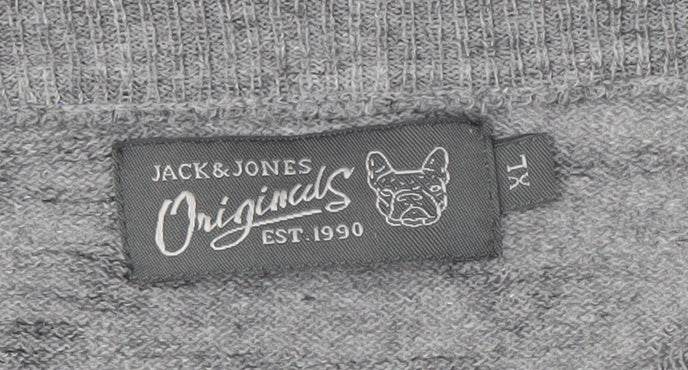 JACK & JONES
Originals
EST. 1990
XL